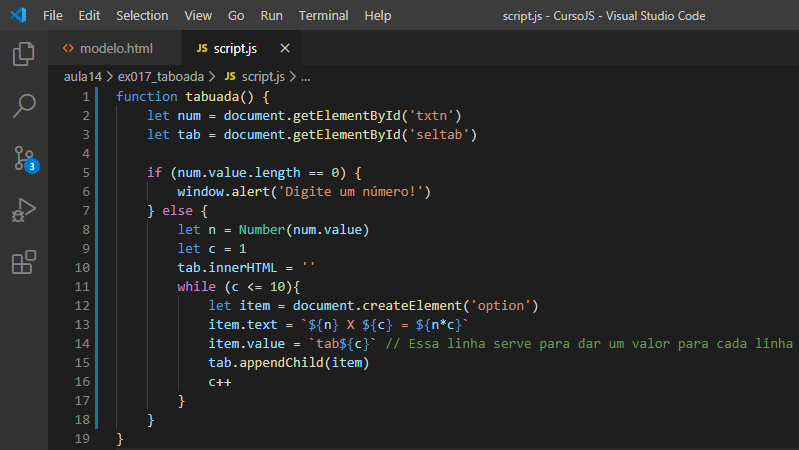 File Edit Selection View Go Run Terminal Help script.js - CursoJS - Visual Studio Code
<> modelo.html JS script.js ×
aula14 > ex017_taboada > JS script.js > ...
1 function tabuada() {
2     let num = document.getElementById('txtn')
3     let tab = document.getElementById('seltab')
4
5     if (num.value.length == 0) {
6         window.alert('Digite um número!')
7     } else {
8         let n = Number(num.value)
9         let c = 1
10         tab.innerHTML = ''
11         while (c <= 10){
12             let item = document.createElement('option')
13             item.text = `${n} X ${c} = ${n*c}`
14             item.value = `tab${c}` // Essa linha serve para dar um valor para cada linha
15             tab.appendChild(item)
16             c++
17         }
18     }
19 }
3